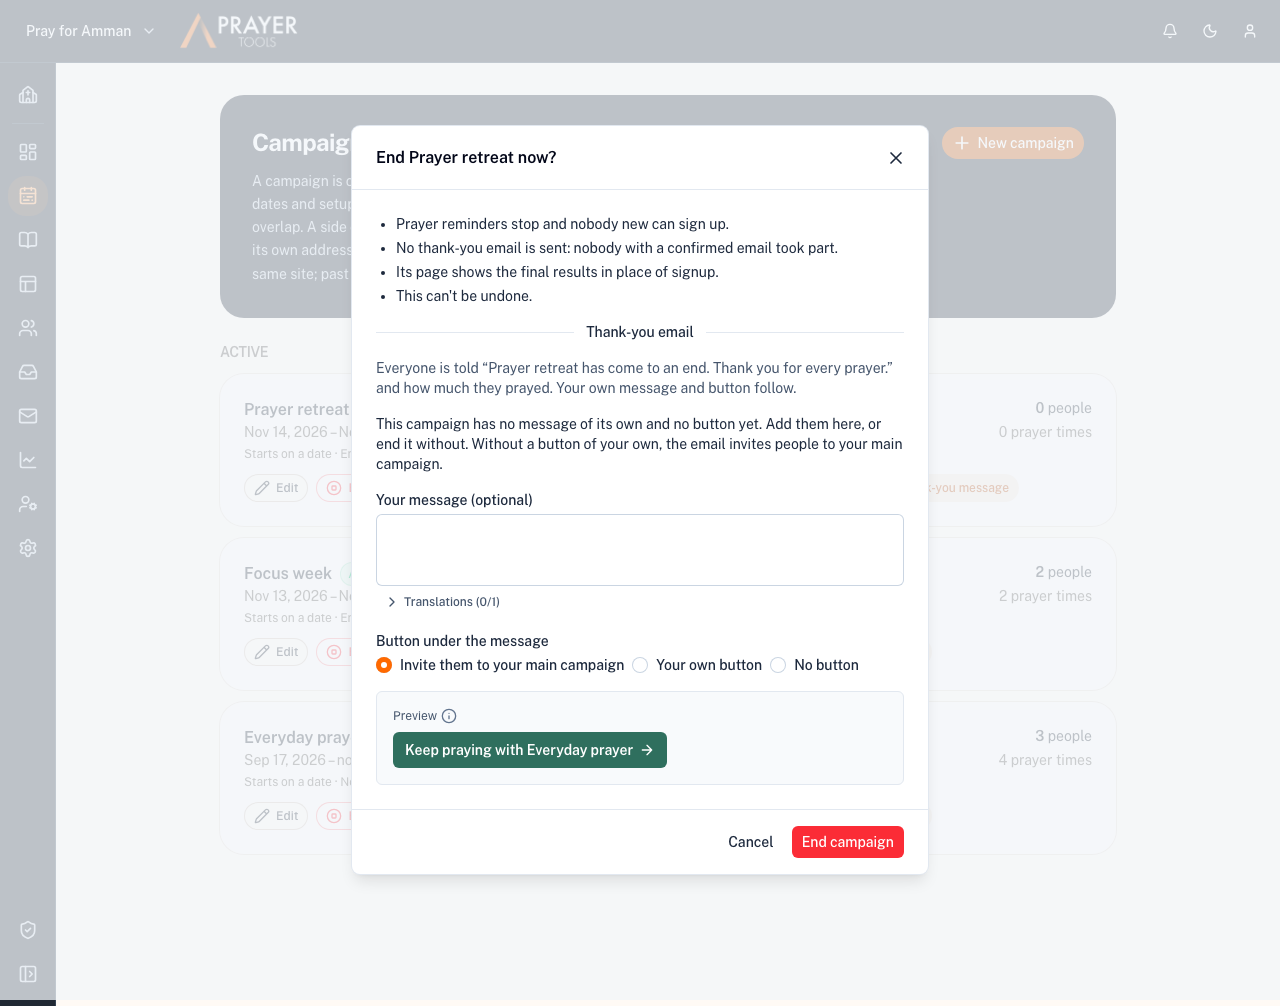 Pray for Amman
PRAYER
TOOLS
Campaig
New campaign
A campaign is
dates and setup
overlap. A side
its own address
same site; past
End Prayer retreat now?
Prayer reminders stop and nobody new can sign up.
No thank-you email is sent: nobody with a confirmed email took part.
Its page shows the final results in place of signup.
This can't be undone.
Thank-you email
Everyone is told “Prayer retreat has come to an end. Thank you for every prayer.”
and how much they prayed. Your own message and button follow.
This campaign has no message of its own and no button yet. Add them here, or
end it without. Without a button of your own, the email invites people to your main
campaign.
Your message (optional)
Translations (0/1)
Button under the message
Invite them to your main campaign Your own button No button
Preview
Keep praying with Everyday prayer
Cancel End campaign
ACTIVE
Prayer retreat
0 people
Nov 14, 2026 –
0 prayer times
Starts on a date ·
Edit
k-you message
Focus week
2 people
Nov 13, 2026 –
2 prayer times
Starts on a date ·
Edit
Everyday pray
3 people
Sep 17, 2026 –
4 prayer times
Starts on a date ·
Edit